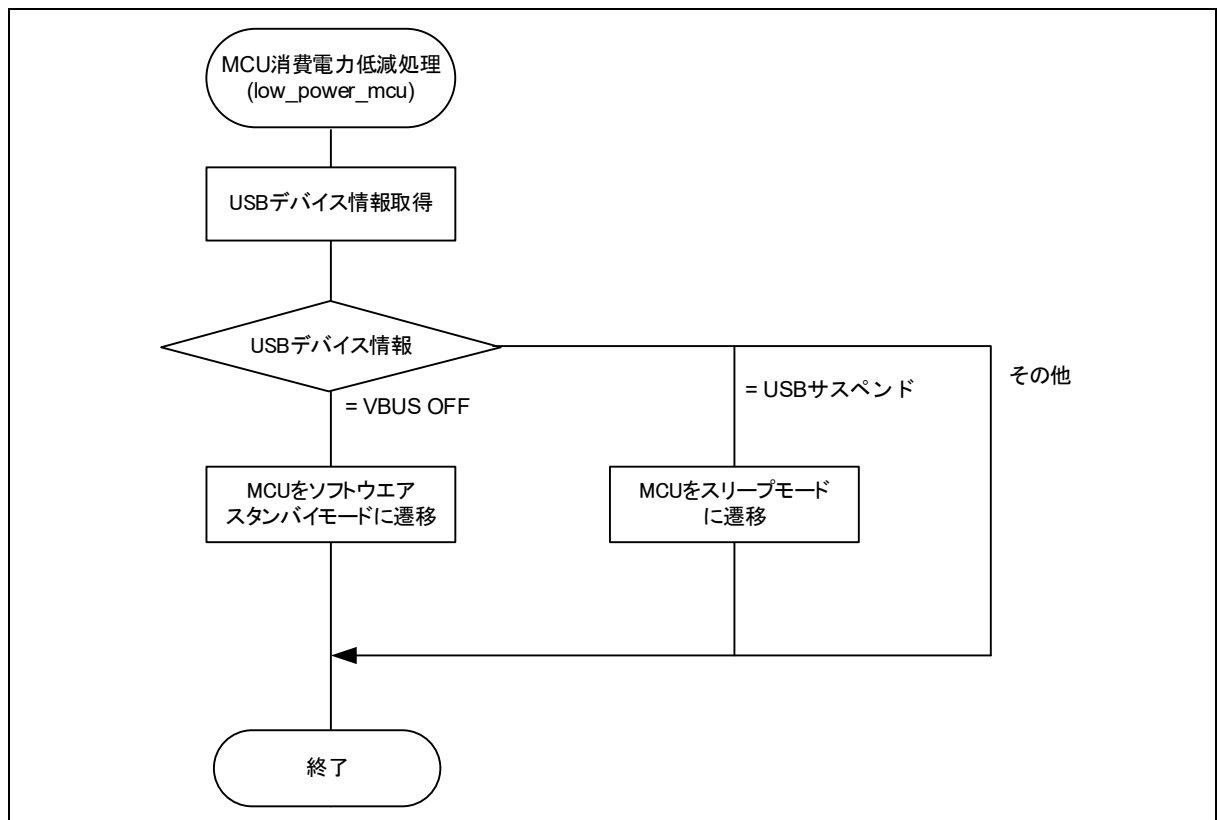 MCU消費電力低減処理
(low_power_mcu)
USBデバイス情報取得
USBデバイス情報
その他
= USBサスペンド
= VBUS OFF
MCUをソフトウエア
スタンバイモードに遷移
MCUをスリープモード
に遷移
終了